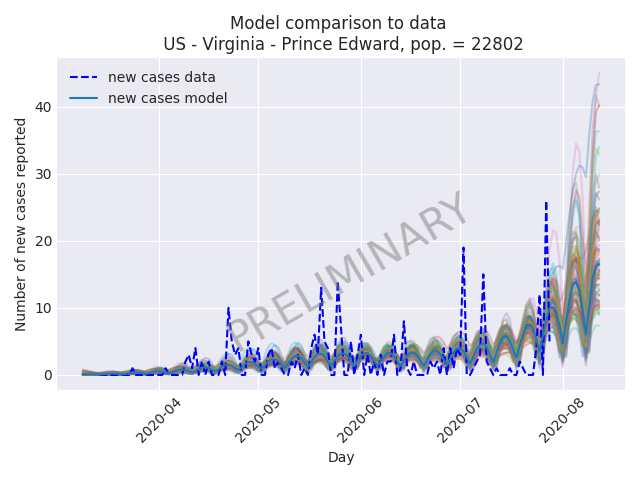 Model comparison to data
US - Virginia - Prince Edward, pop. = 22802
new cases data
new cases model
Number of new cases reported
40
30
20
10
0
PRELIMINARY
2020-04
2020-05
2020-06
2020-07
2020-08
Day